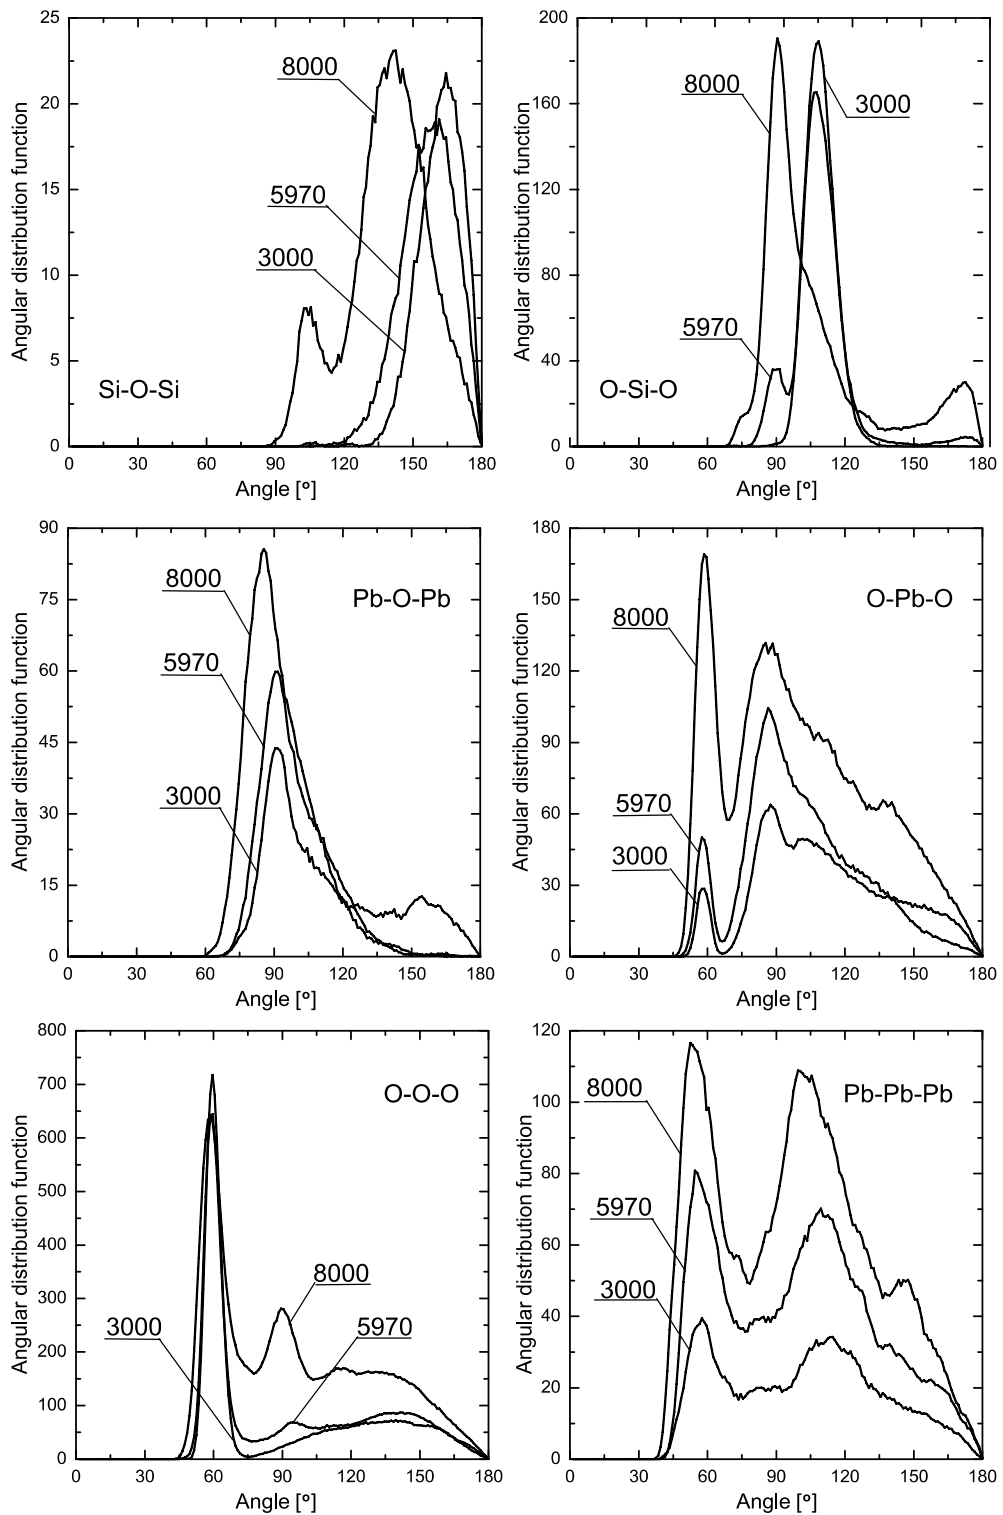 25
20
15
10
5
0
0 30 60 90 120 150 180
Angular distribution function
Angle [°]
8000
5970
3000
Si-O-Si
200
160
120
80
40
0
0 30 60 90 120 150 180
Angular distribution function
Angle [°]
8000
3000
5970
O-Si-O
90
75
60
45
30
15
0
0 30 60 90 120 150 180
Angular distribution function
Angle [°]
8000
Pb-O-Pb
5970
3000
180
150
120
90
60
30
0
0 30 60 90 120 150 180
Angular distribution function
Angle [°]
O-Pb-O
8000
5970
3000
800
700
600
500
400
300
200
100
0
0 30 60 90 120 150 180
Angular distribution function
Angle [°]
O-O-O
8000
3000
5970
120
100
80
60
40
20
0
0 30 60 90 120 150 180
Angular distribution function
Angle [°]
8000
Pb-Pb-Pb
5970
3000